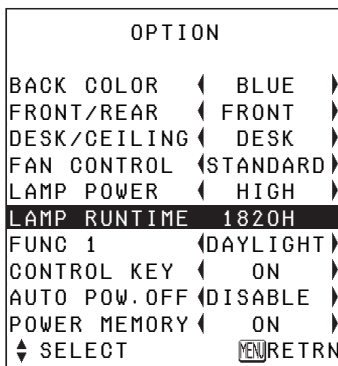 OPTION
BACK COLOR BLUE
FRONT/REAR FRONT
DESK/CEILING DESK
FAN CONTROL STANDARD
LAMP POWER HIGH
LAMP RUNTIME 1820H
FUNC 1 DAYLIGHT
CONTROL KEY ON
AUTO POW.OFF DISABLE
POWER MEMORY ON
SELECT MENU RETRN